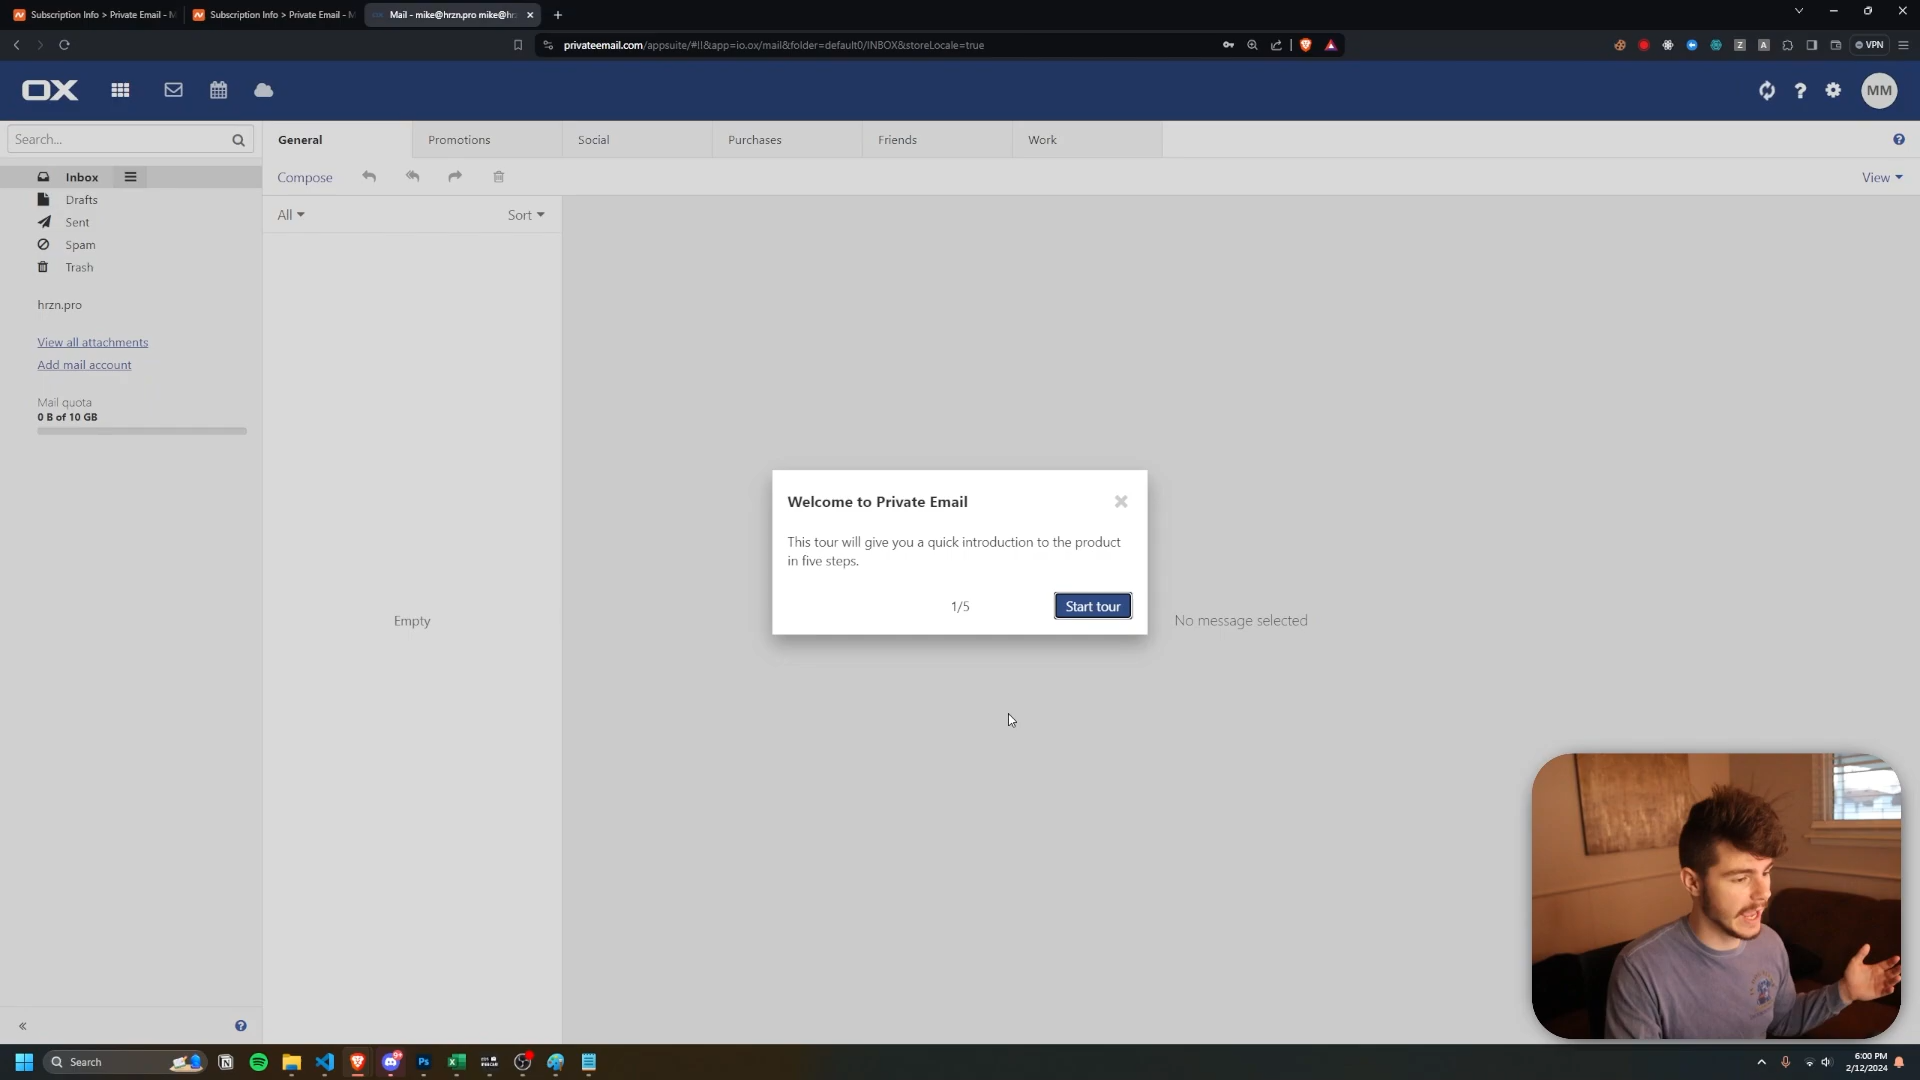 Subscription Info > Private Email -
Subscription Info > Private Email -
Mail - mike@hrzn.pro mike@hr
privateemail.com/appsuite/#!!&app=io.ox/mail&folder=default0/INBOX&storeLocale=true
VPN
OX
MM
Search...
General
Promotions
Social
Purchases
Friends
Work
Inbox
Compose
View
Drafts
Sent
Spam
Trash
All
Sort
hrzn.pro
View all attachments
Add mail account
Mail quota
0 B of 10 GB
Welcome to Private Email
This tour will give you a quick introduction to the product
in five steps.
1/5
Start tour
Empty
No message selected
Search
Ps
6:00 PM
2/12/2024